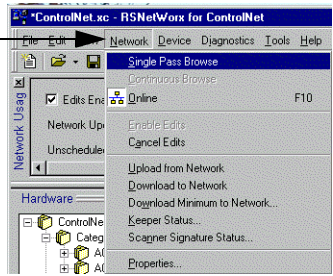 *ControlNet.xc - RSNetWorx for ControlNet
File Edit Network Device Diagnostics Tools Help
Single Pass Browse
Continuous Browse
Online F10
Enable Edits
Cancel Edits
Upload from Network
Download to Network
Download Minimum to Network...
Keeper Status...
Scanner Signature Status...
Properties...
Network Usag
Edits Ena
Network Up
Unschedule
Hardware
ControlNe
Categ